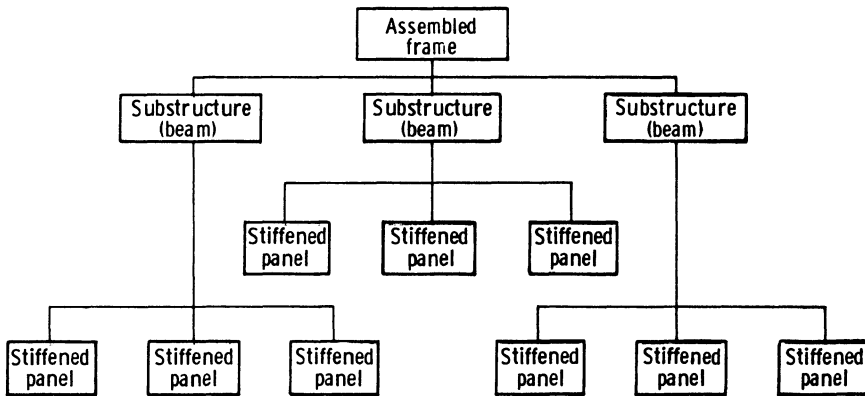 Assembled
frame
Substructure
(beam)
Substructure
(beam)
Substructure
(beam)
Stiffened
panel
Stiffened
panel
Stiffened
panel
Stiffened
panel
Stiffened
panel
Stiffened
panel
Stiffened
panel
Stiffened
panel
Stiffened
panel